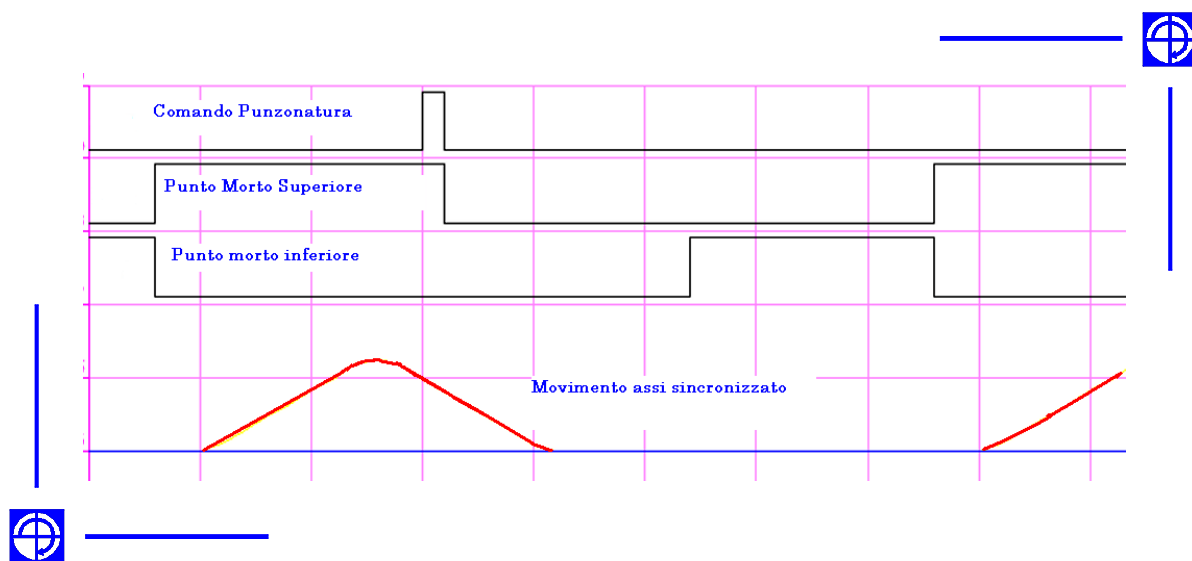 Comando Punzonatura
Punto Morto Superiore
Punto morto inferiore
Movimento assi sincronizzato